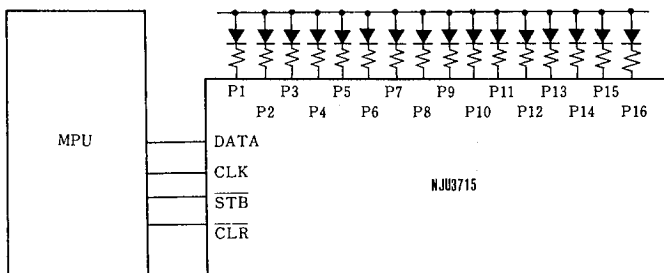 P1 P3 P5 P7 P9 P11 P13 P15
P2 P4 P6 P8 P10 P12 P14 P16
MPU
DATA
CLK
NJU3715
STB
CLR